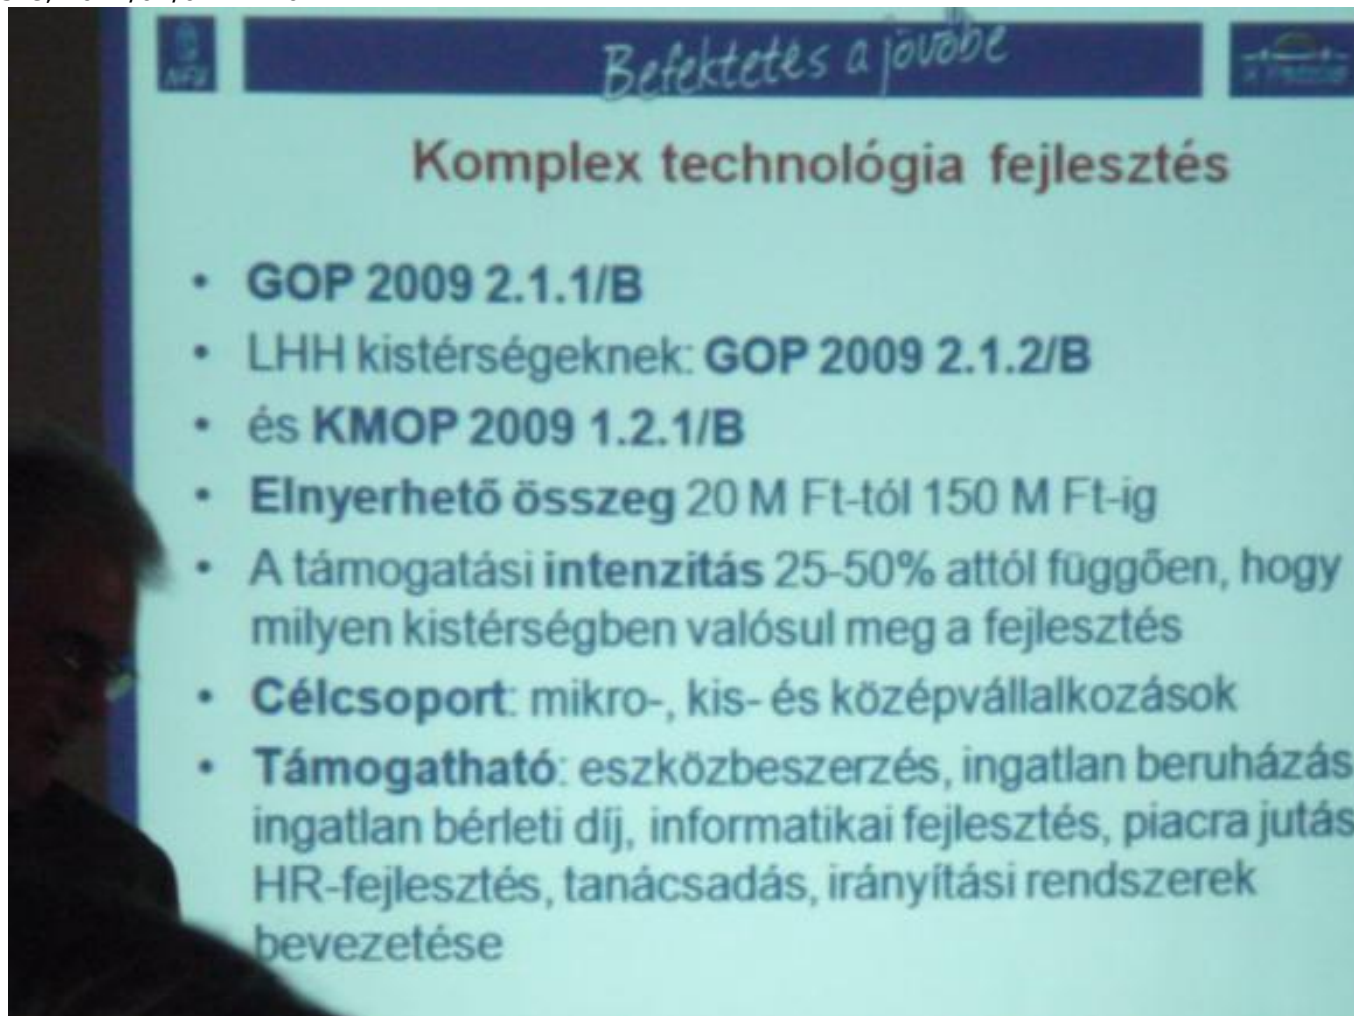 NFÜ
Befektetés a jövőbe
Komplex technológia fejlesztés
• GOP 2009 2.1.1/B
• LHH kistérségeknek: GOP 2009 2.1.2/B
• és KMOP 2009 1.2.1/B
• Elnyerhető összeg 20 M Ft-tól 150 M Ft-ig
• A támogatási intenzitás 25-50% attól függően, hogy
milyen kistérségben valósul meg a fejlesztés
• Célcsoport: mikro-, kis- és középvállalkozások
• Támogatható: eszközbeszerzés, ingatlan beruházás
ingatlan bérleti díj, informatikai fejlesztés, piacra jutás
HR-fejlesztés, tanácsadás, irányítási rendszerek
bevezetése